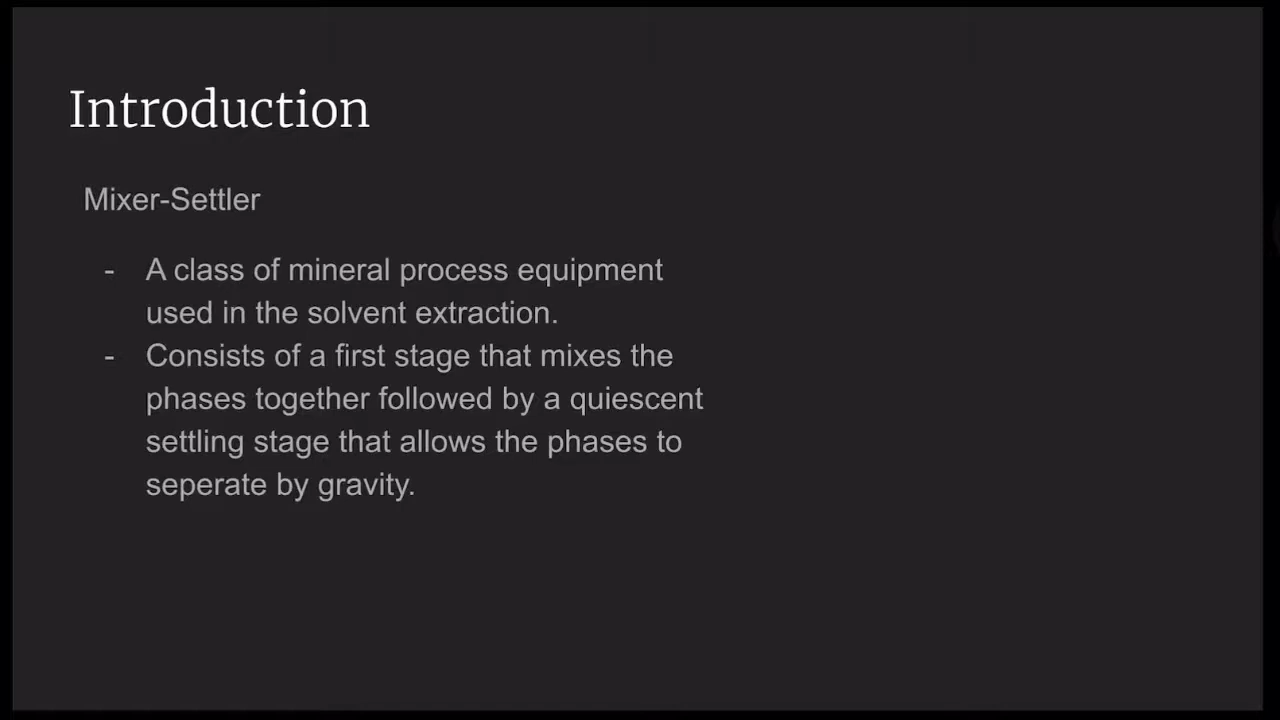 Introduction
Mixer-Settler
- A class of mineral process equipment
used in the solvent extraction.
- Consists of a first stage that mixes the
phases together followed by a quiescent
settling stage that allows the phases to
seperate by gravity.